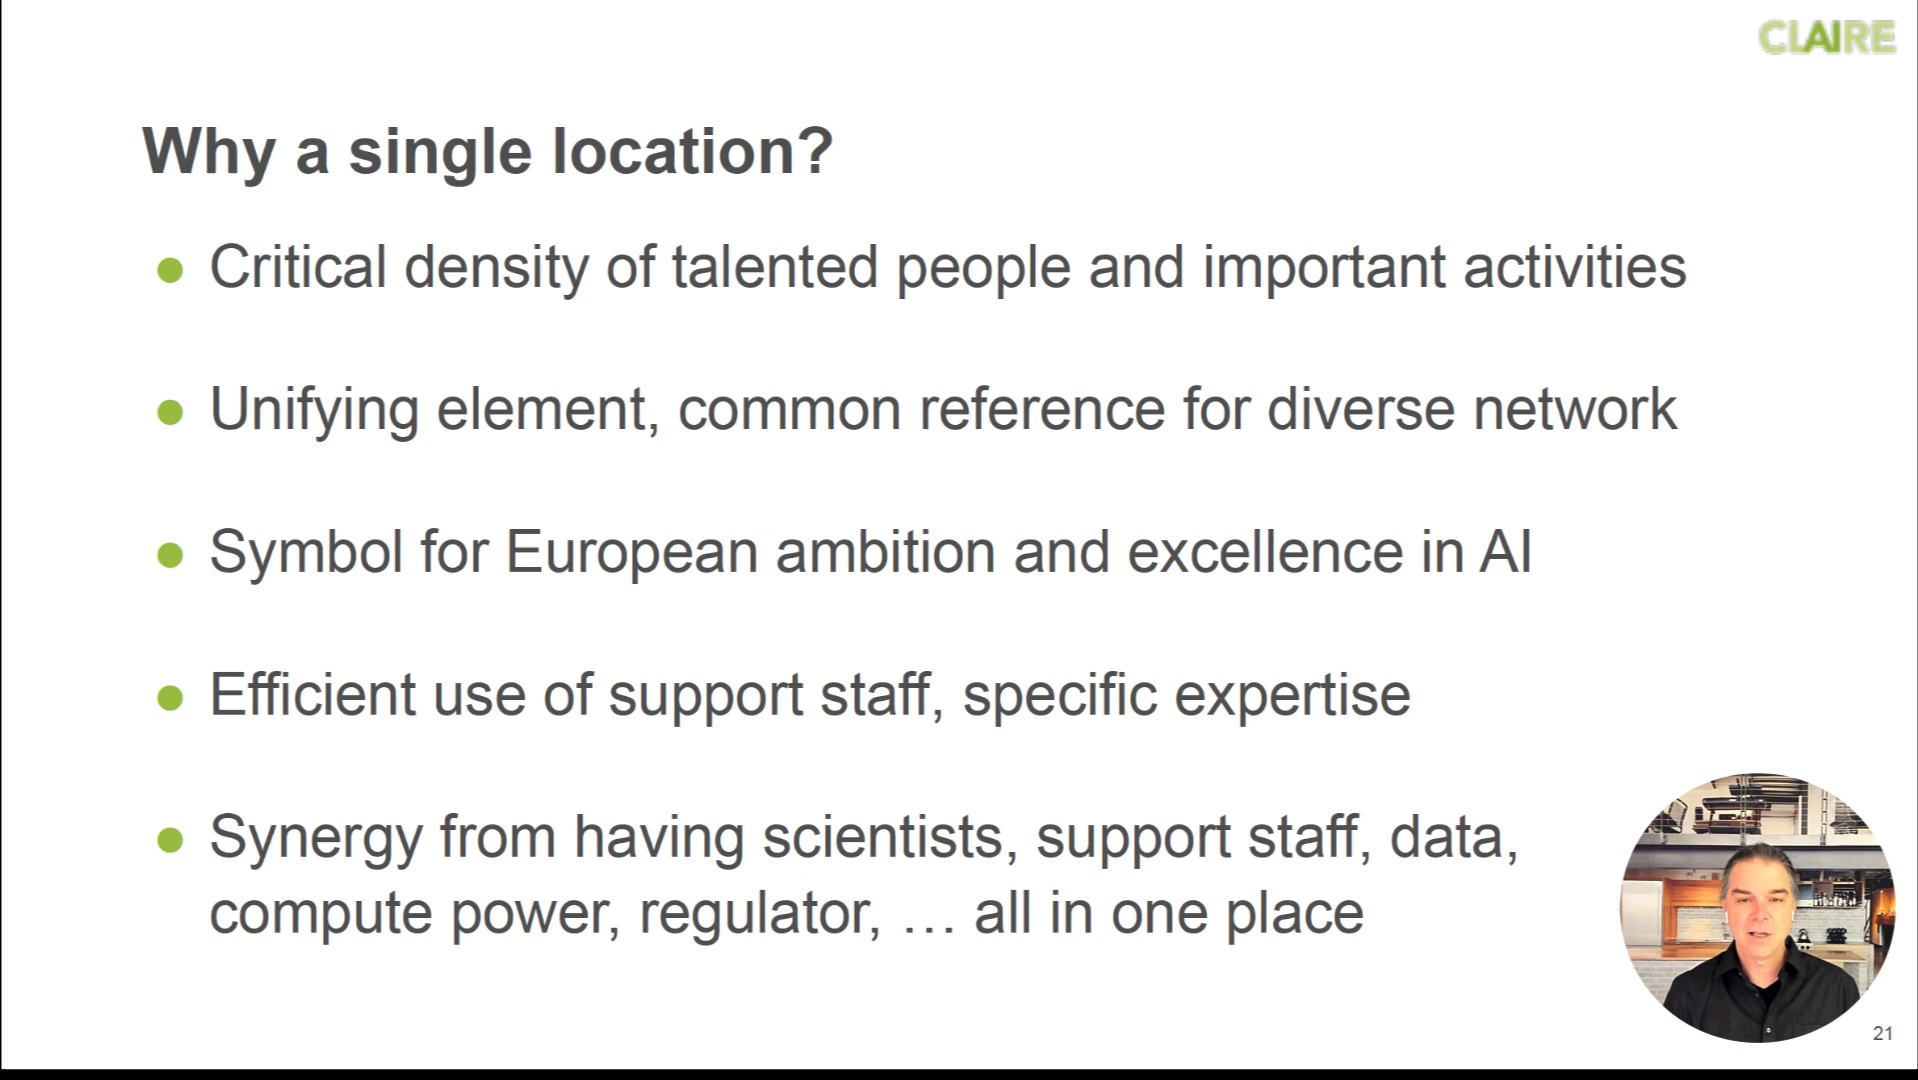 CLAIRE
Why a single location?
Critical density of talented people and important activities
Unifying element, common reference for diverse network
Symbol for European ambition and excellence in AI
Efficient use of support staff, specific expertise
Synergy from having scientists, support staff, data,
compute power, regulator, … all in one place
21